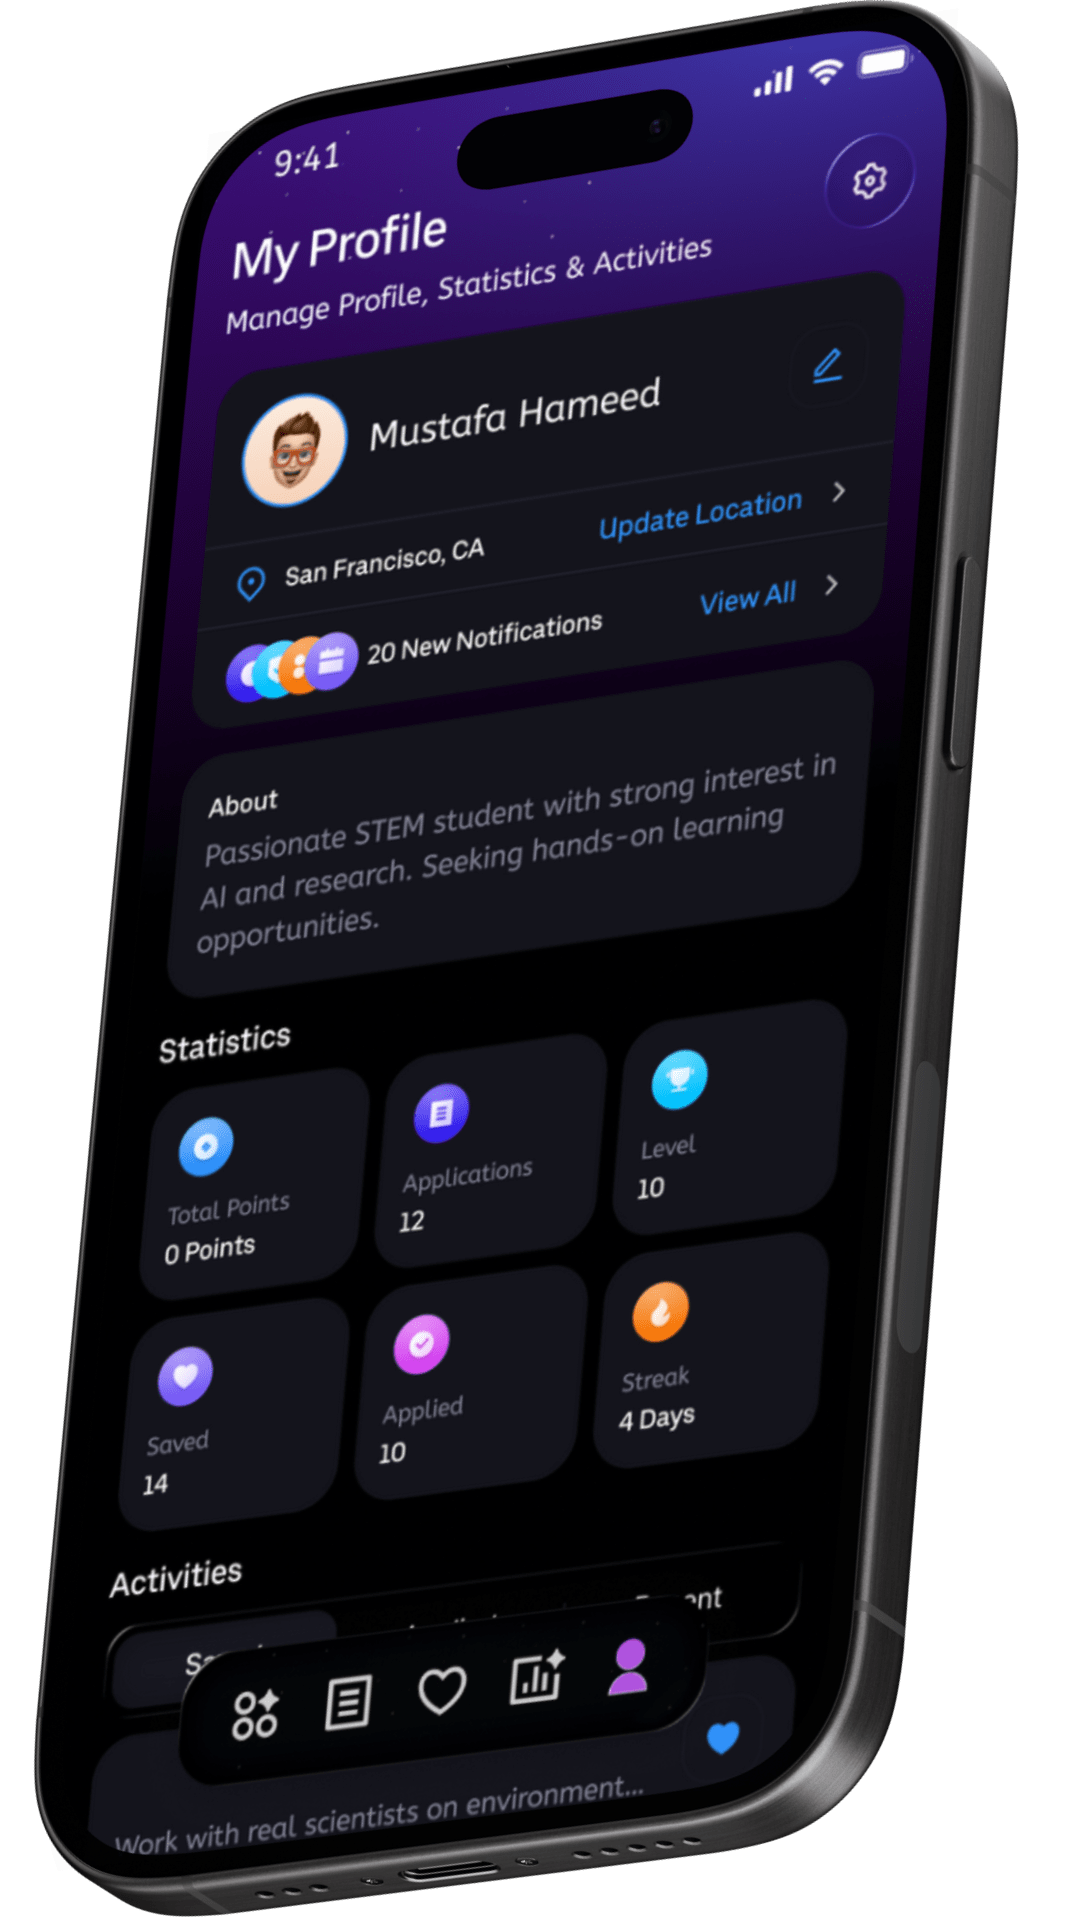 9:41
My Profile
Manage Profile, Statistics & Activities
Mustafa Hameed
San Francisco, CA
Update Location
20 New Notifications
View All
About
Passionate STEM student with strong interest in
AI and research. Seeking hands-on learning
opportunities.
Statistics
Total Points
0 Points
Applications
12
Level
10
Saved
14
Applied
10
Streak
4 Days
Activities
Work with real scientists on environment...